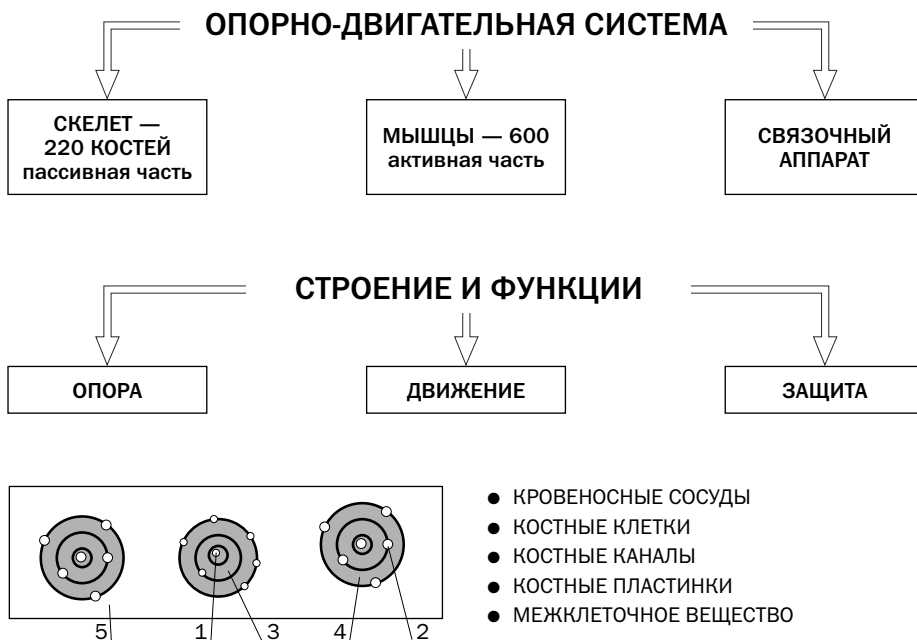 ОПОРНО-ДВИГАТЕЛЬНАЯ СИСТЕМА
СКЕЛЕТ —
220 КОСТЕЙ
пассивная часть
МЫШЦЫ — 600
активная часть
СВЯЗОЧНЫЙ
АППАРАТ
СТРОЕНИЕ И ФУНКЦИИ
ОПОРА
ДВИЖЕНИЕ
ЗАЩИТА
● КРОВЕНОСНЫЕ СОСУДЫ
● КОСТНЫЕ КЛЕТКИ
● КОСТНЫЕ КАНАЛЫ
● КОСТНЫЕ ПЛАСТИНКИ
● МЕЖКЛЕТОЧНОЕ ВЕЩЕСТВО
5 1 3 4 2